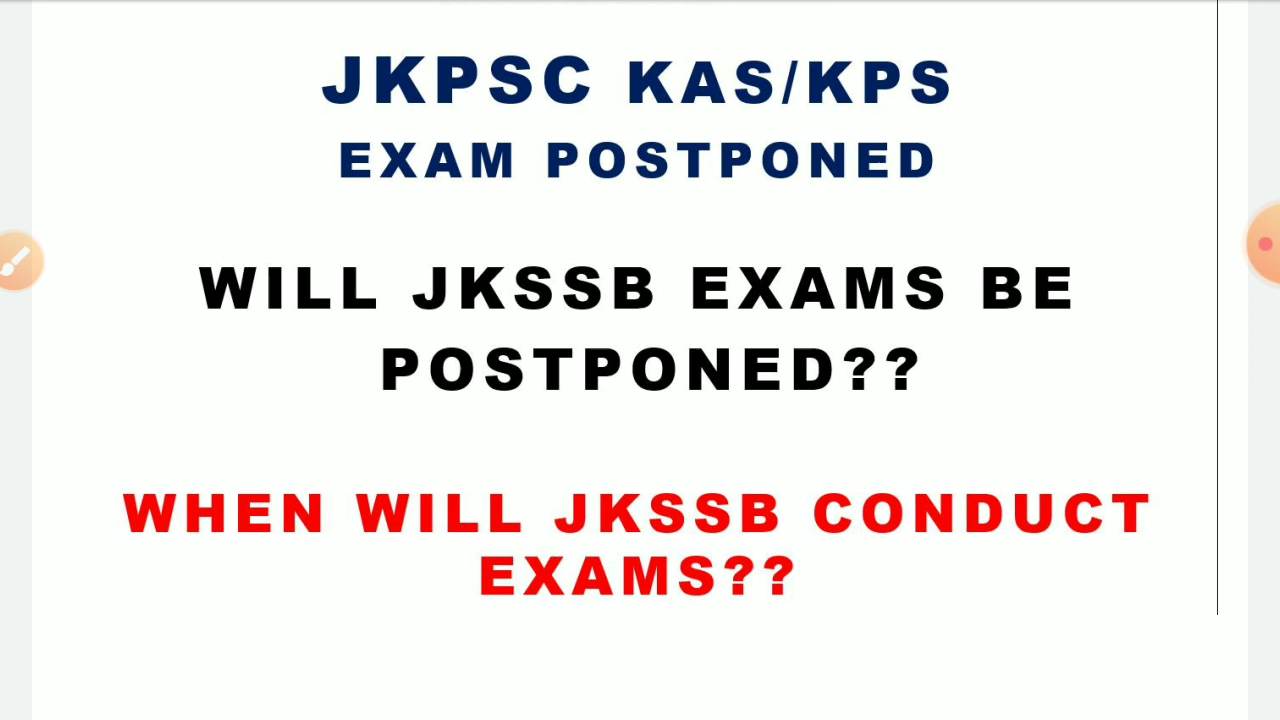 JKPSC KAS/KPS
EXAM POSTPONED
WILL JKSSB EXAMS BE
POSTPONED??
WHEN WILL JKSSB CONDUCT
EXAMS??